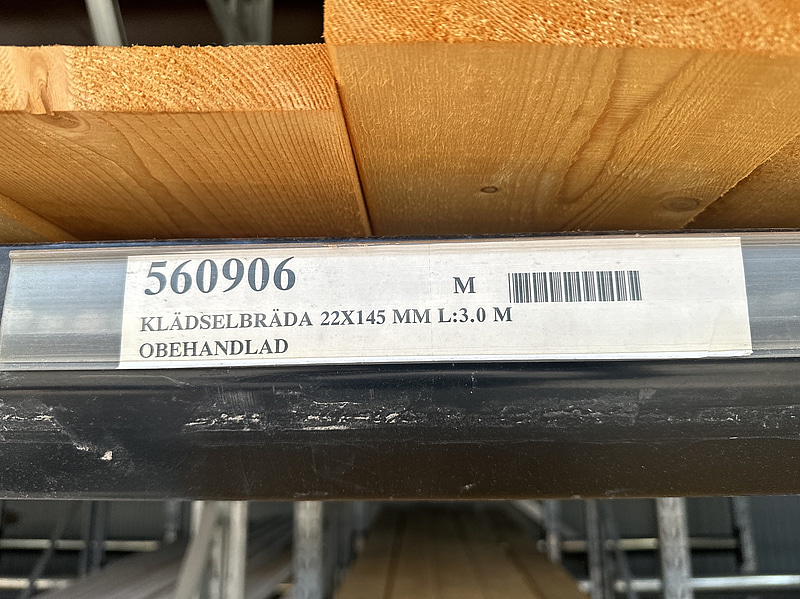 560906 M
KLÄDSELBRÄDA 22X145 MM L:3.0 M
OBEHANDLAD